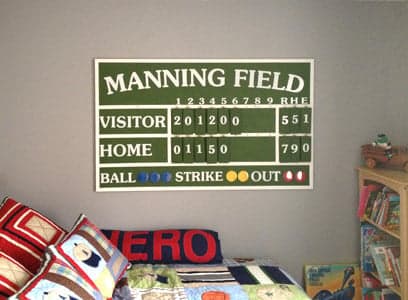 MANNING FIELD
1 2 3 4 5 6 7 8 9 R H E
VISITOR 2 0 1 2 0 0 5 5 1
HOME 0 1 1 5 0 7 9 0
BALL STRIKE OUT
HERO